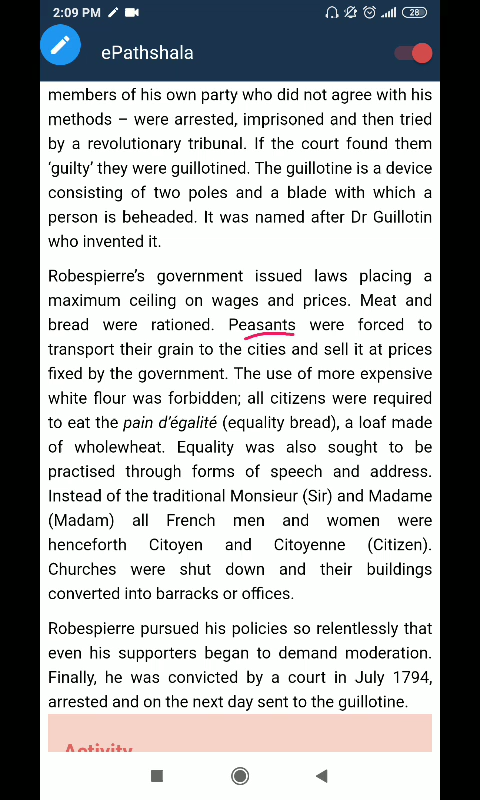 2:09 PM
28
ePathshala
members of his own party who did not agree with his
methods – were arrested, imprisoned and then tried
by a revolutionary tribunal. If the court found them
‘guilty’ they were guillotined. The guillotine is a device
consisting of two poles and a blade with which a
person is beheaded. It was named after Dr Guillotin
who invented it.
Robespierre’s government issued laws placing a
maximum ceiling on wages and prices. Meat and
bread were rationed. Peasants were forced to
transport their grain to the cities and sell it at prices
fixed by the government. The use of more expensive
white flour was forbidden; all citizens were required
to eat the pain d’égalité (equality bread), a loaf made
of wholewheat. Equality was also sought to be
practised through forms of speech and address.
Instead of the traditional Monsieur (Sir) and Madame
(Madam) all French men and women were
henceforth Citoyen and Citoyenne (Citizen).
Churches were shut down and their buildings
converted into barracks or offices.
Robespierre pursued his policies so relentlessly that
even his supporters began to demand moderation.
Finally, he was convicted by a court in July 1794,
arrested and on the next day sent to the guillotine.
Activity